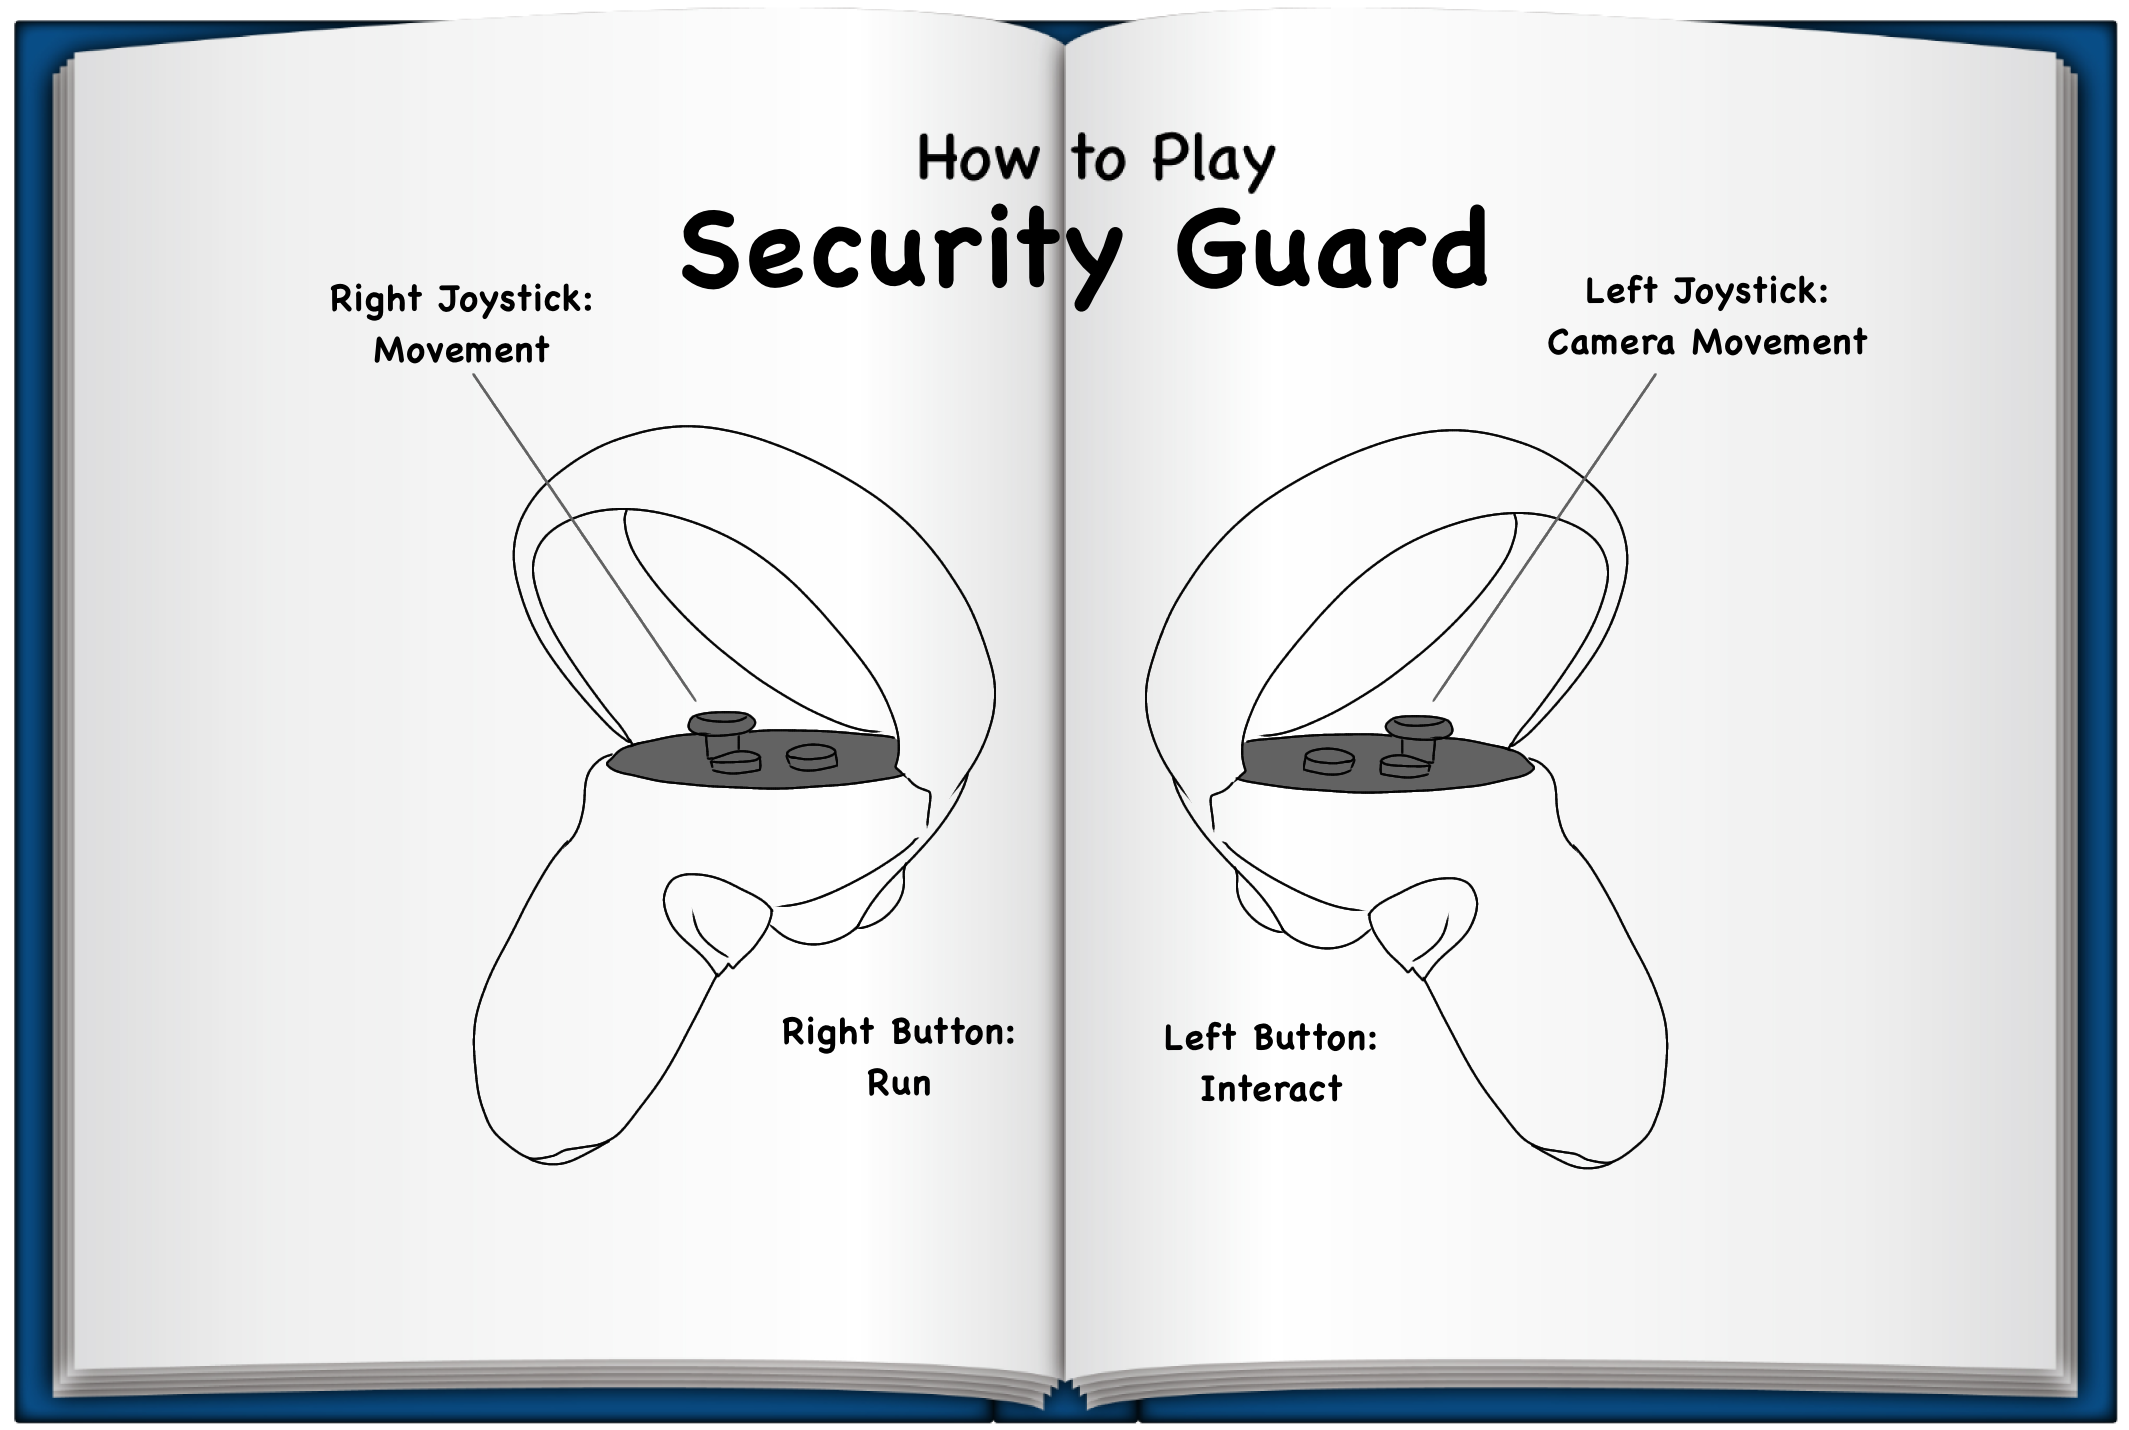 How to Play
Security Guard
Right Joystick:
Movement
Left Joystick:
Camera Movement
Right Button:
Run
Left Button:
Interact